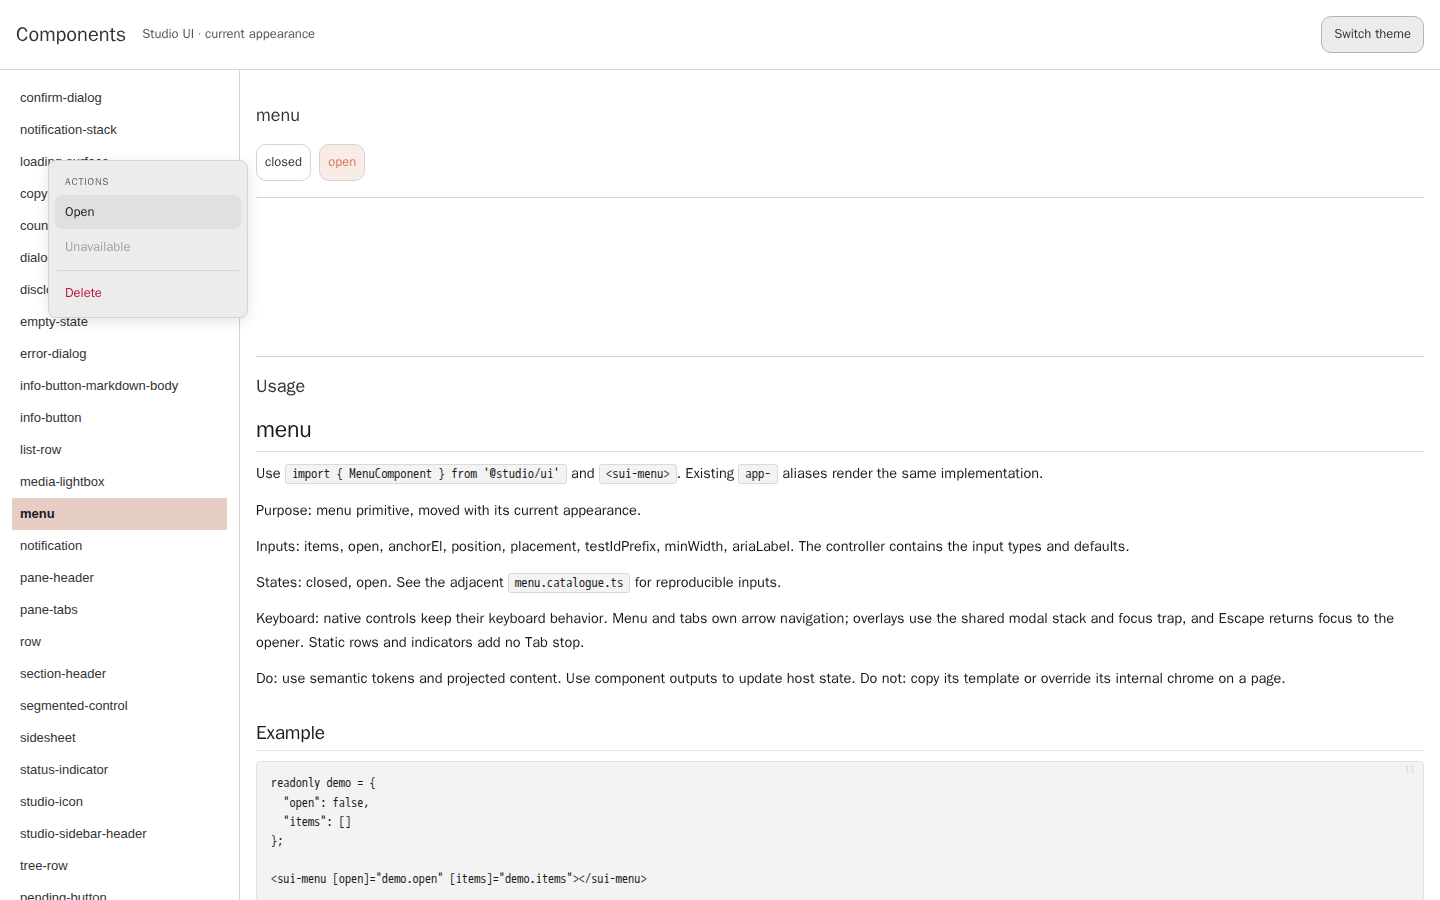 Components
Studio UI · current appearance
Switch theme
confirm-dialog
notification-stack
ACTIONS
Open
Unavailable
Delete
empty-state
error-dialog
info-button-markdown-body
info-button
list-row
media-lightbox
menu
notification
pane-header
pane-tabs
row
section-header
segmented-control
sidesheet
status-indicator
studio-icon
studio-sidebar-header
tree-row
pending-button
menu
closed
open
Usage
menu
Use import { MenuComponent } from '@studio/ui' and <sui-menu>. Existing app- aliases render the same implementation.
Purpose: menu primitive, moved with its current appearance.
Inputs: items, open, anchorEl, position, placement, testIdPrefix, minWidth, ariaLabel. The controller contains the input types and defaults.
States: closed, open. See the adjacent menu.catalogue.ts for reproducible inputs.
Keyboard: native controls keep their keyboard behavior. Menu and tabs own arrow navigation; overlays use the shared modal stack and focus trap, and Escape returns focus to the
opener. Static rows and indicators add no Tab stop.
Do: use semantic tokens and projected content. Use component outputs to update host state. Do not: copy its template or override its internal chrome on a page.
Example
TS
readonly demo = {
"open": false,
"items": []
};
<sui-menu [open]="demo.open" [items]="demo.items"></sui-menu>